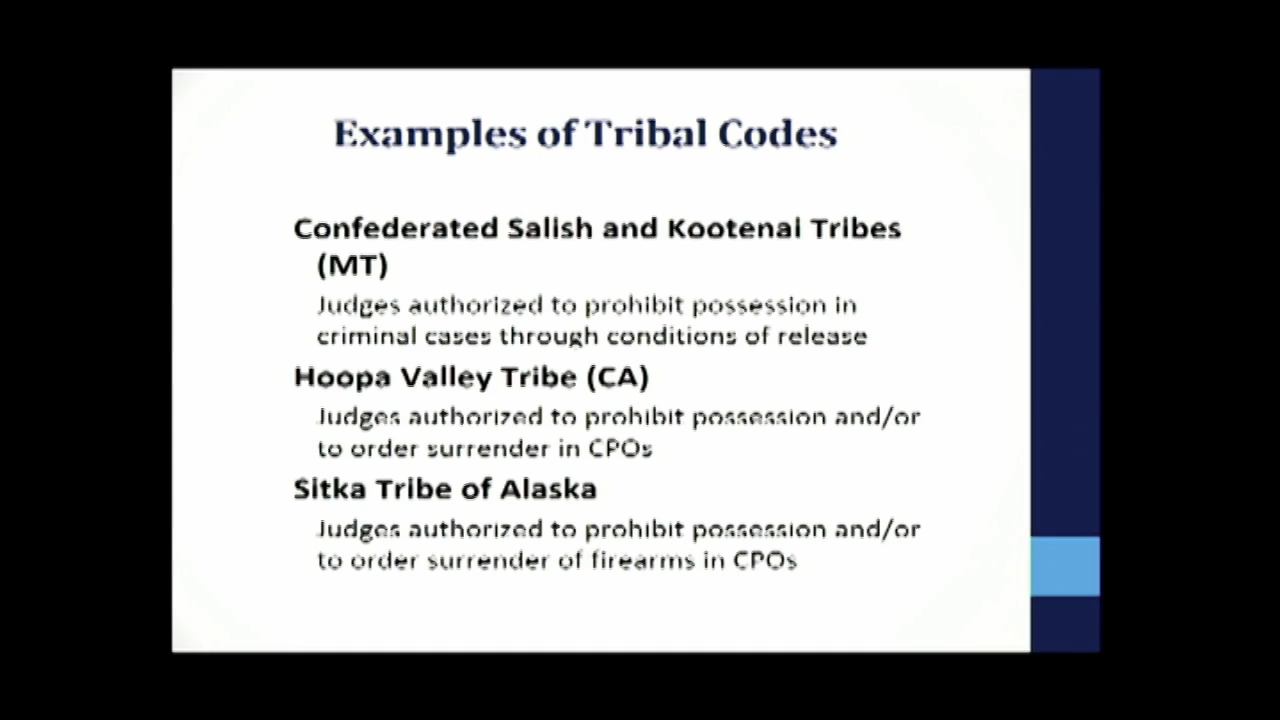 Examples of Tribal Codes
Confederated Salish and Kootenai Tribes
(MT)
Judges authorized to prohibit possession in
criminal cases through conditions of release
Hoopa Valley Tribe (CA)
Judges authorized to prohibit possession and/or
to order surrender in CPOs
Sitka Tribe of Alaska
Judges authorized to prohibit possession and/or
to order surrender of firearms in CPOs